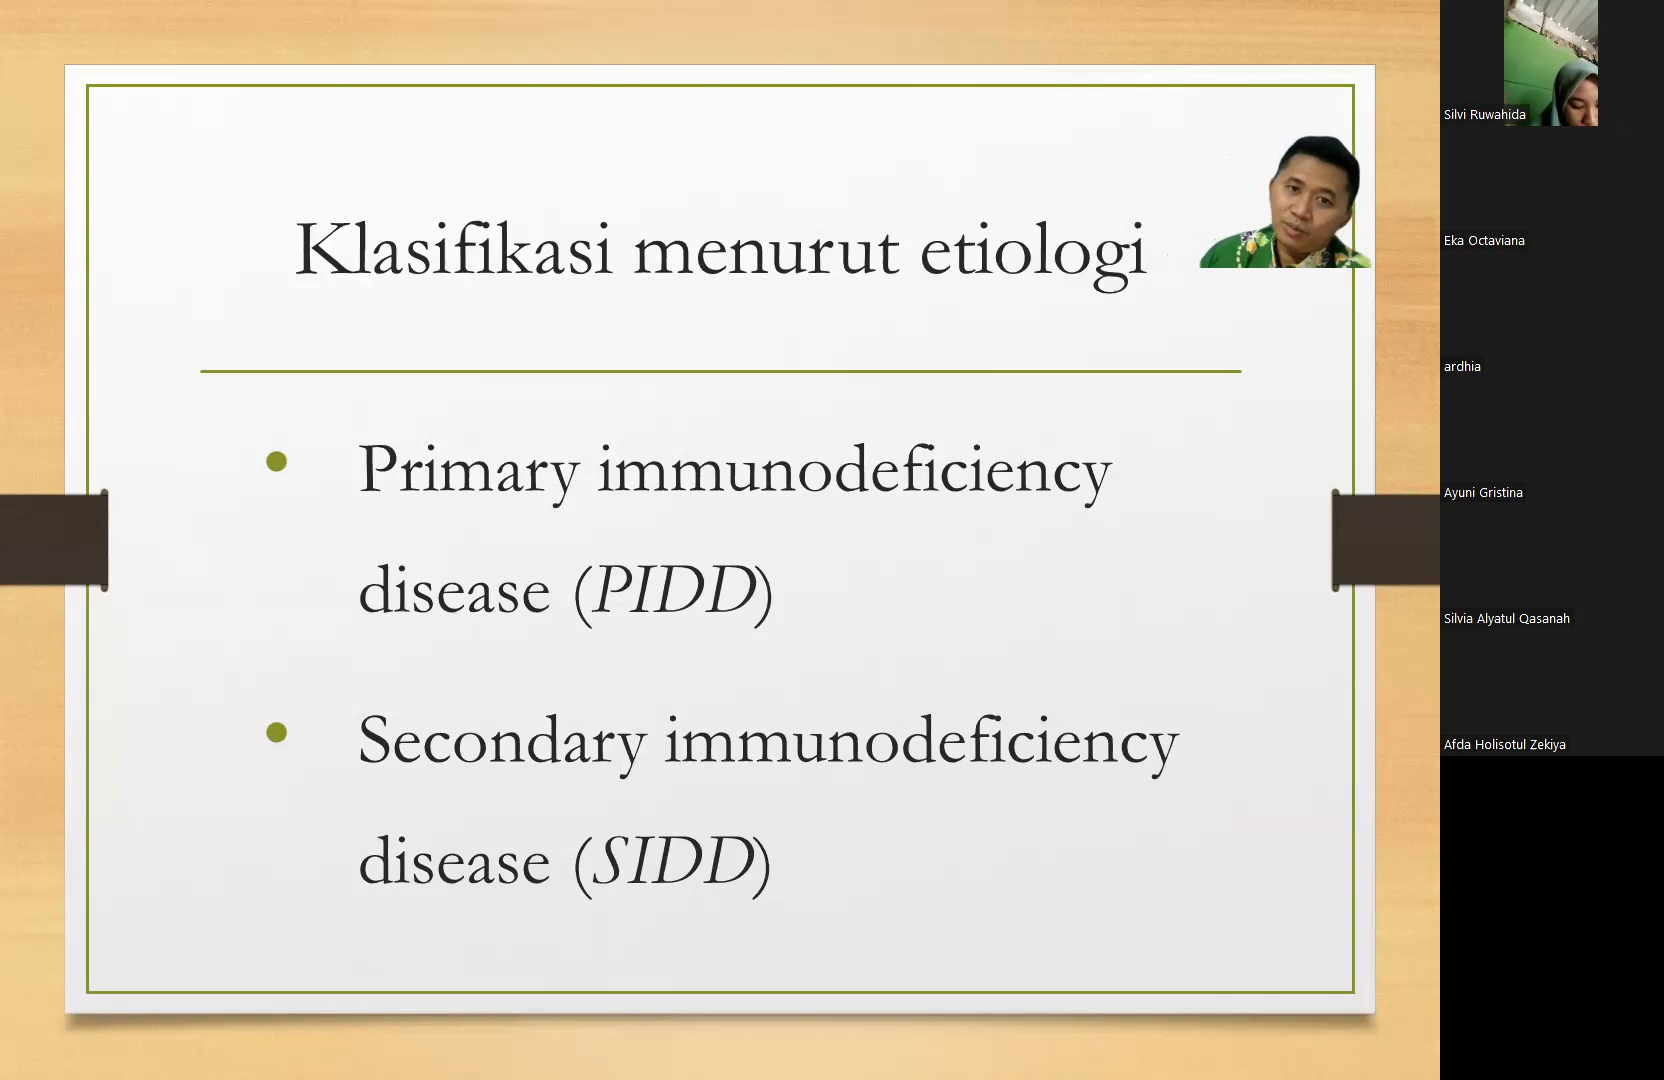 Klasifikasi menurut etiologi
• Primary immunodeficiency
disease (PIDD)
• Secondary immunodeficiency
disease (SIDD)
Silvi Ruwahida
Eka Octaviana
ardhia
Ayuni Gristina
Silvia Alyatul Qasanah
Afda Holisotul Zekiya